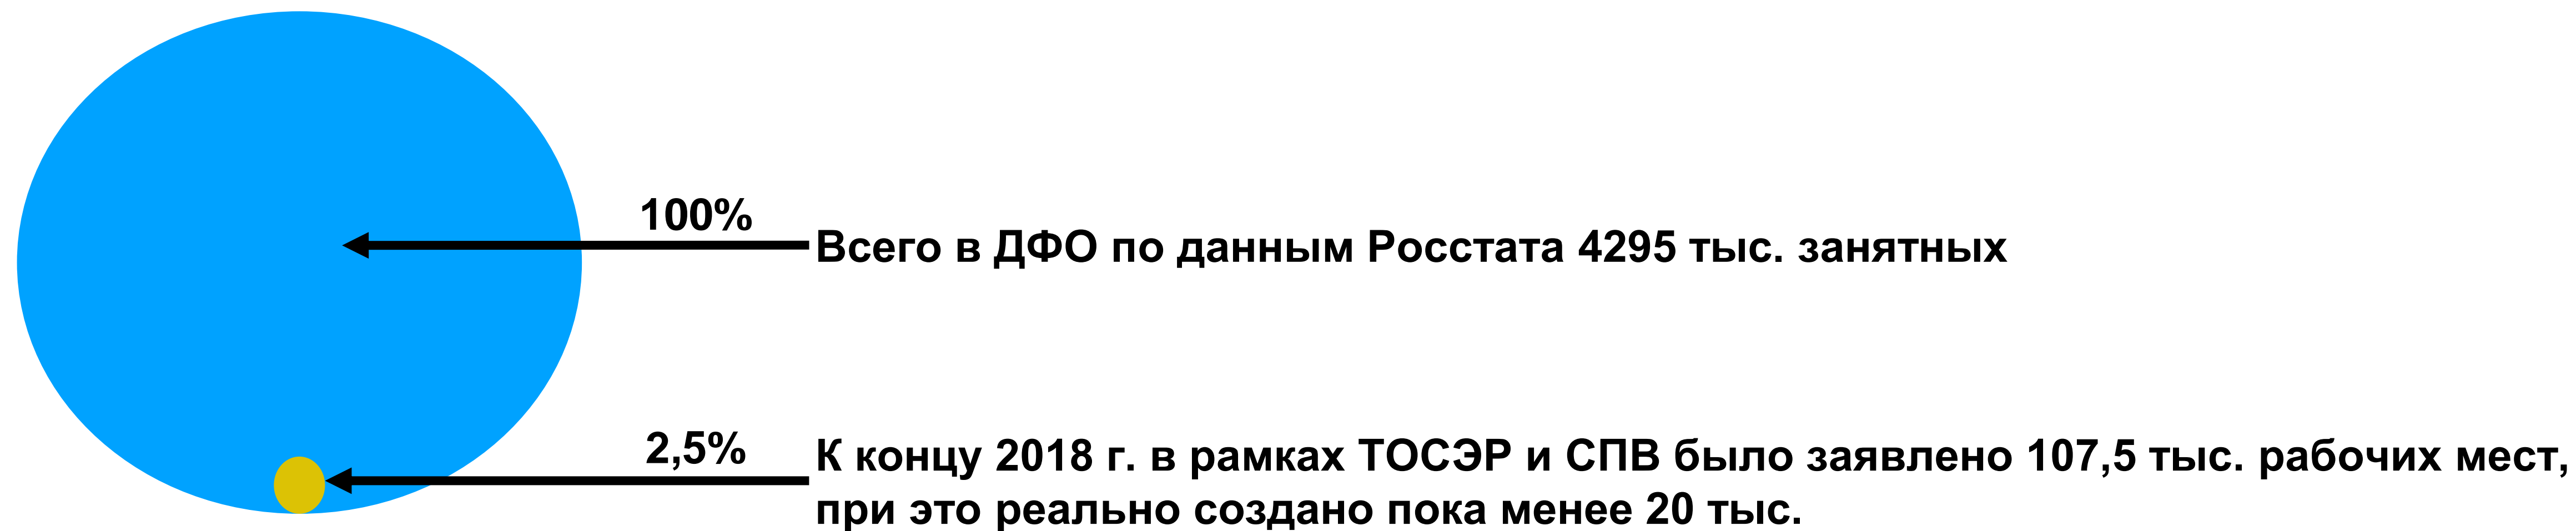 100%
Всего в ДФО по данным Росстата 4295 тыс. занятных
2,5%
К концу 2018 г. в рамках ТОСЭР и СПВ было заявлено 107,5 тыс. рабочих мест,
при это реально создано пока менее 20 тыс.